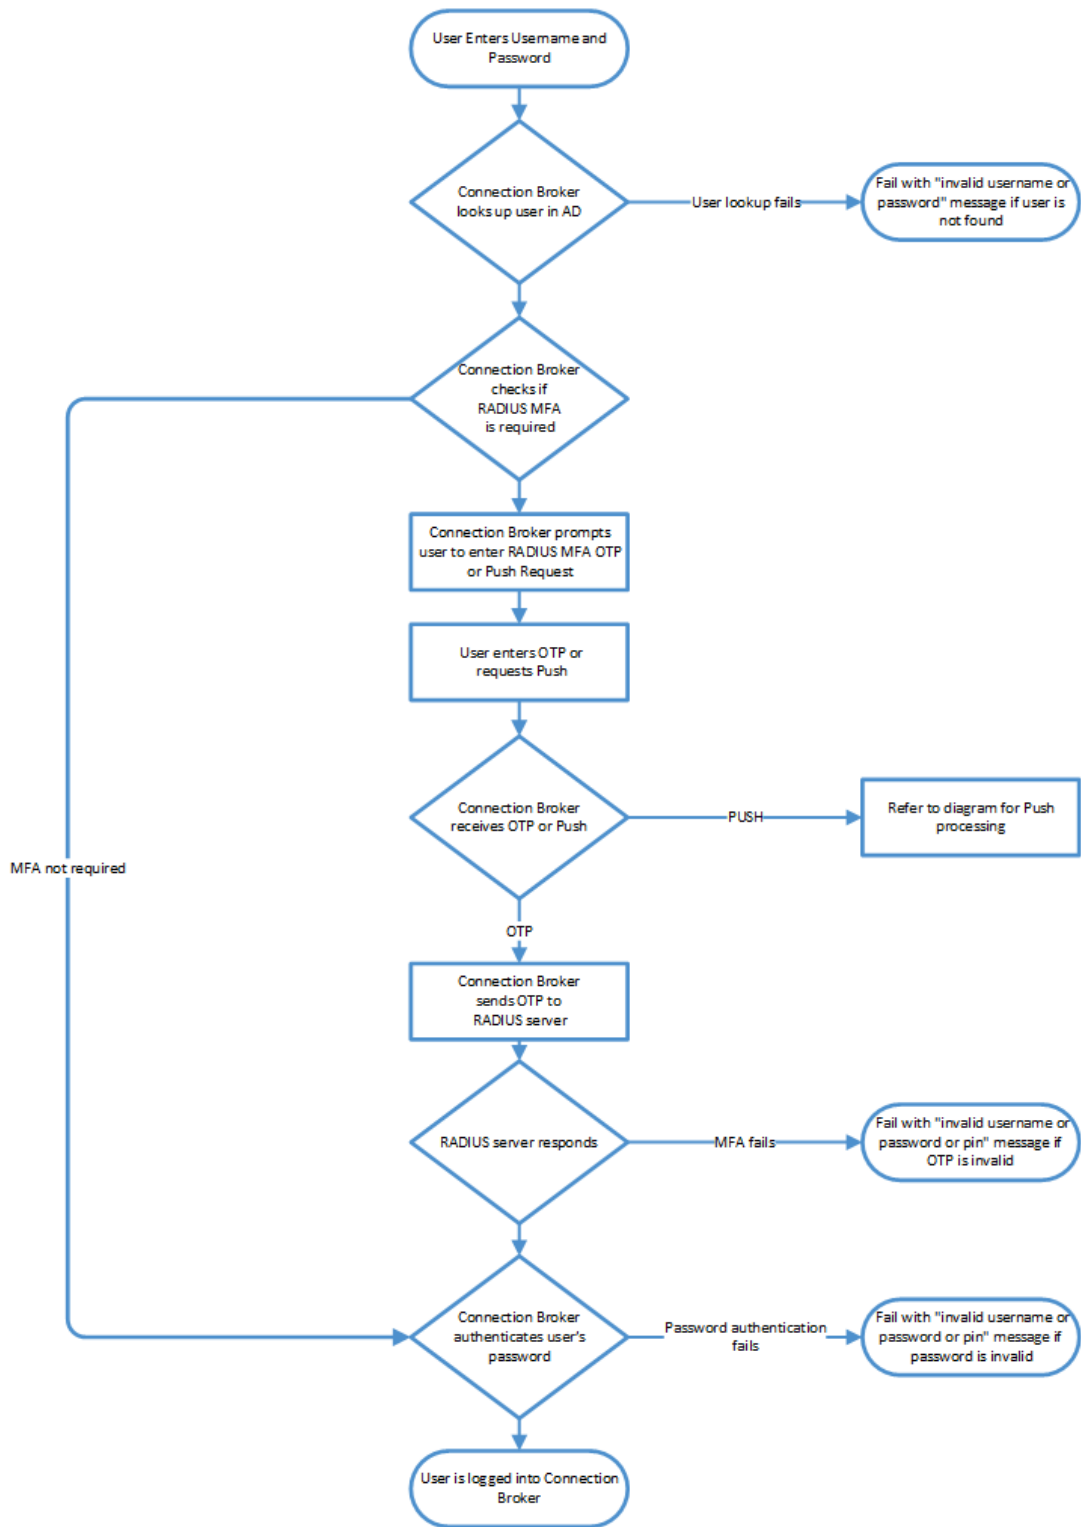 User Enters Username and
Password
Connection Broker
looks up user in AD
User lookup fails
Fail with "invalid username or
password" message if user is
not found
Connection Broker
checks if
RADIUS MFA
is required
Connection Broker prompts
user to enter RADIUS MFA OTP
or Push Request
User enters OTP or
requests Push
Connection Broker
receives OTP or Push
PUSH
Refer to diagram for Push
processing
MFA not required
OTP
Connection Broker
sends OTP to
RADIUS server
RADIUS server responds
MFA fails
Fail with "invalid username or
password or pin" message if
OTP is invalid
Connection Broker
authenticates user's
password
Password authentication
fails
Fail with "invalid username or
password or pin" message if
password is invalid
User is logged into Connection
Broker